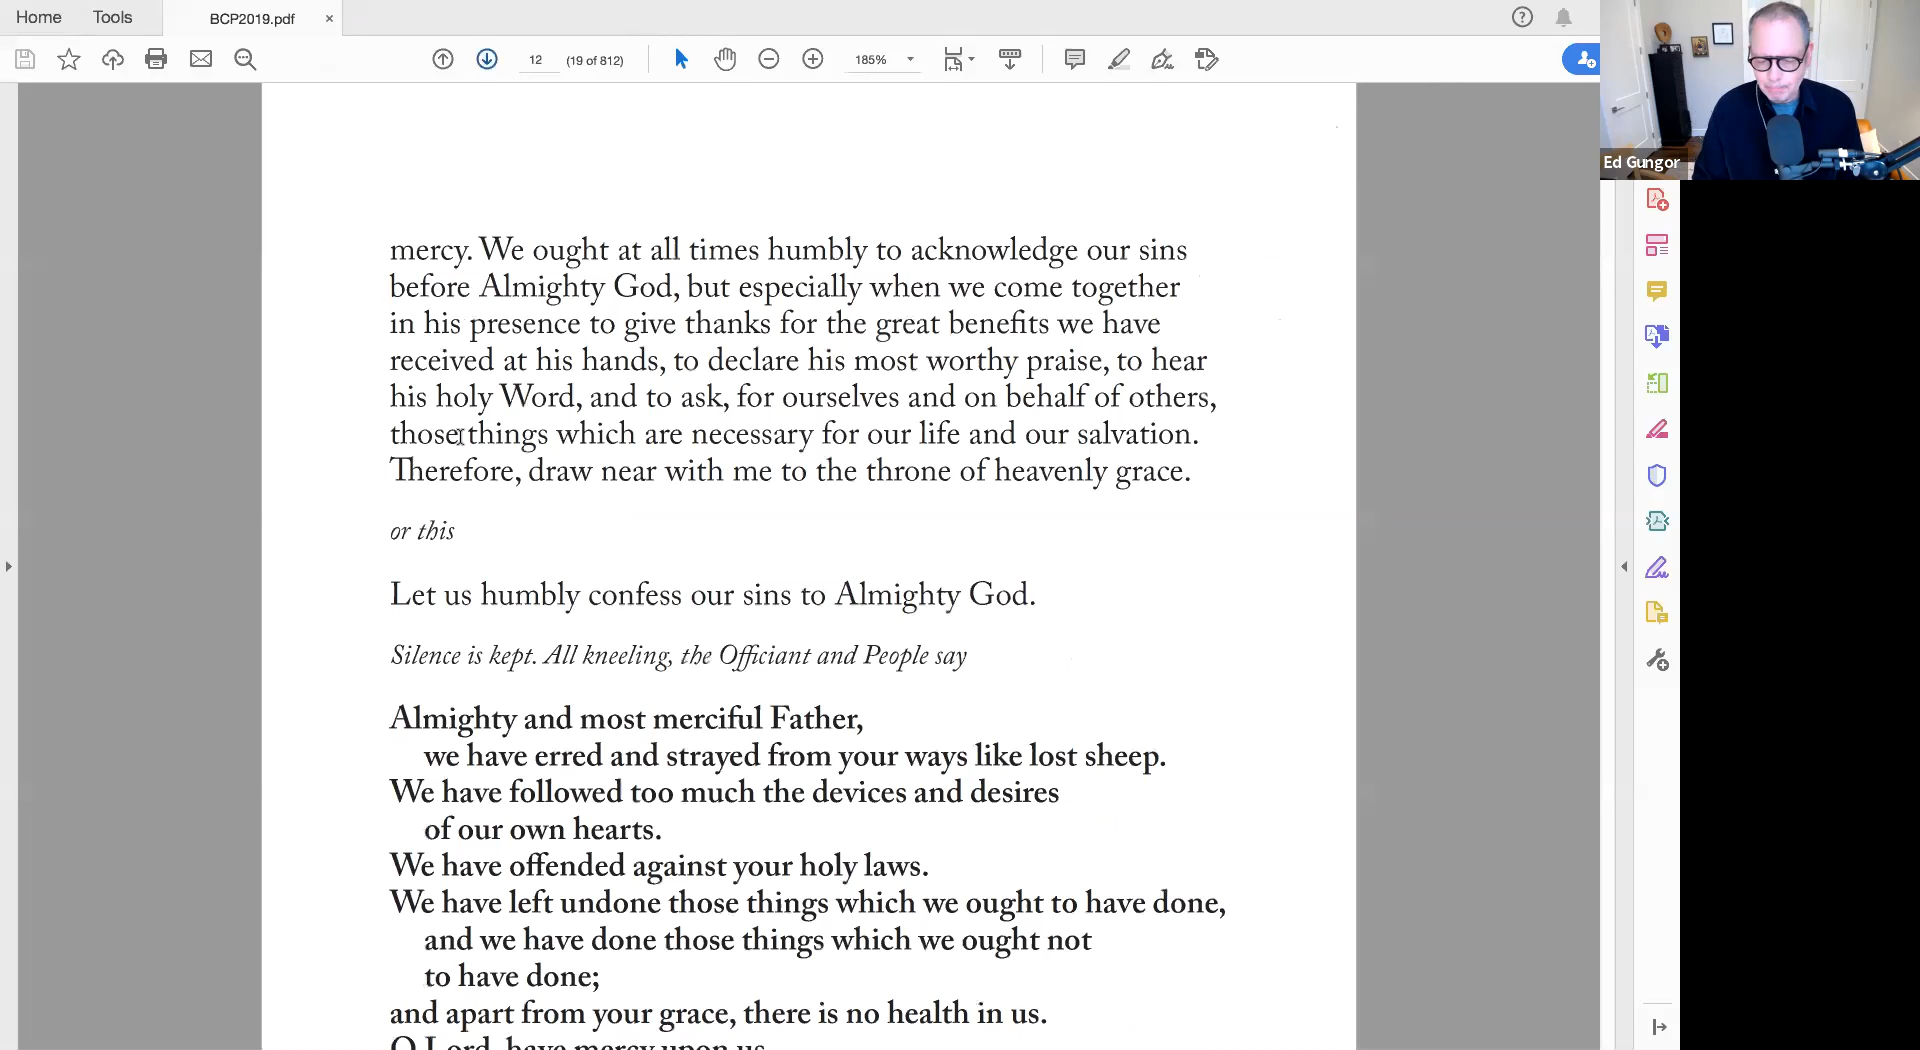 Home Tools BCP2019.pdf ×
12 (19 of 812) 185%
Ed Gungor
mercy. We ought at all times humbly to acknowledge our sins
before Almighty God, but especially when we come together
in his presence to give thanks for the great benefits we have
received at his hands, to declare his most worthy praise, to hear
his holy Word, and to ask, for ourselves and on behalf of others,
those things which are necessary for our life and our salvation.
Therefore, draw near with me to the throne of heavenly grace.
or this
Let us humbly confess our sins to Almighty God.
Silence is kept. All kneeling, the Officiant and People say
Almighty and most merciful Father,
we have erred and strayed from your ways like lost sheep.
We have followed too much the devices and desires
of our own hearts.
We have offended against your holy laws.
We have left undone those things which we ought to have done,
and we have done those things which we ought not
to have done;
and apart from your grace, there is no health in us.
O Lord, have mercy upon us